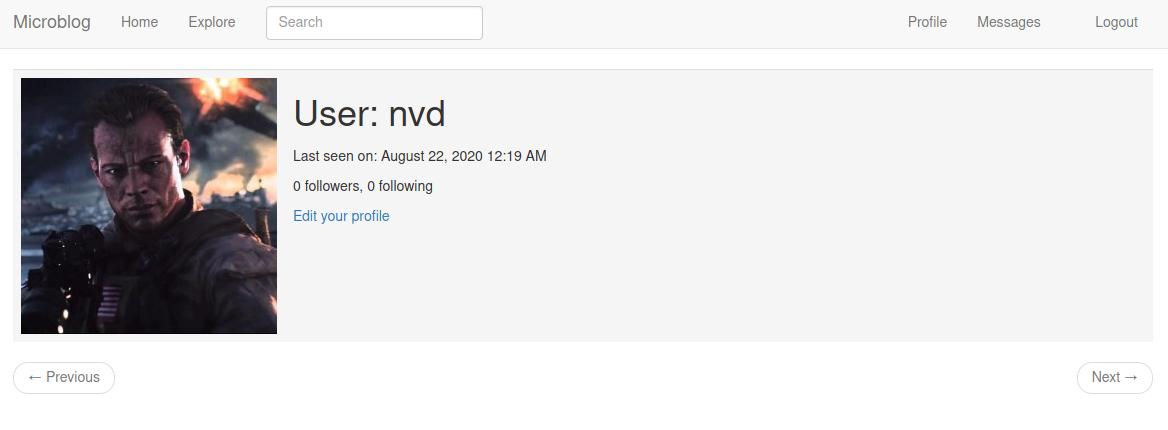 Microblog Home Explore Search Profile Messages Logout
User: nvd
Last seen on: August 22, 2020 12:19 AM
0 followers, 0 following
Edit your profile
← Previous Next →